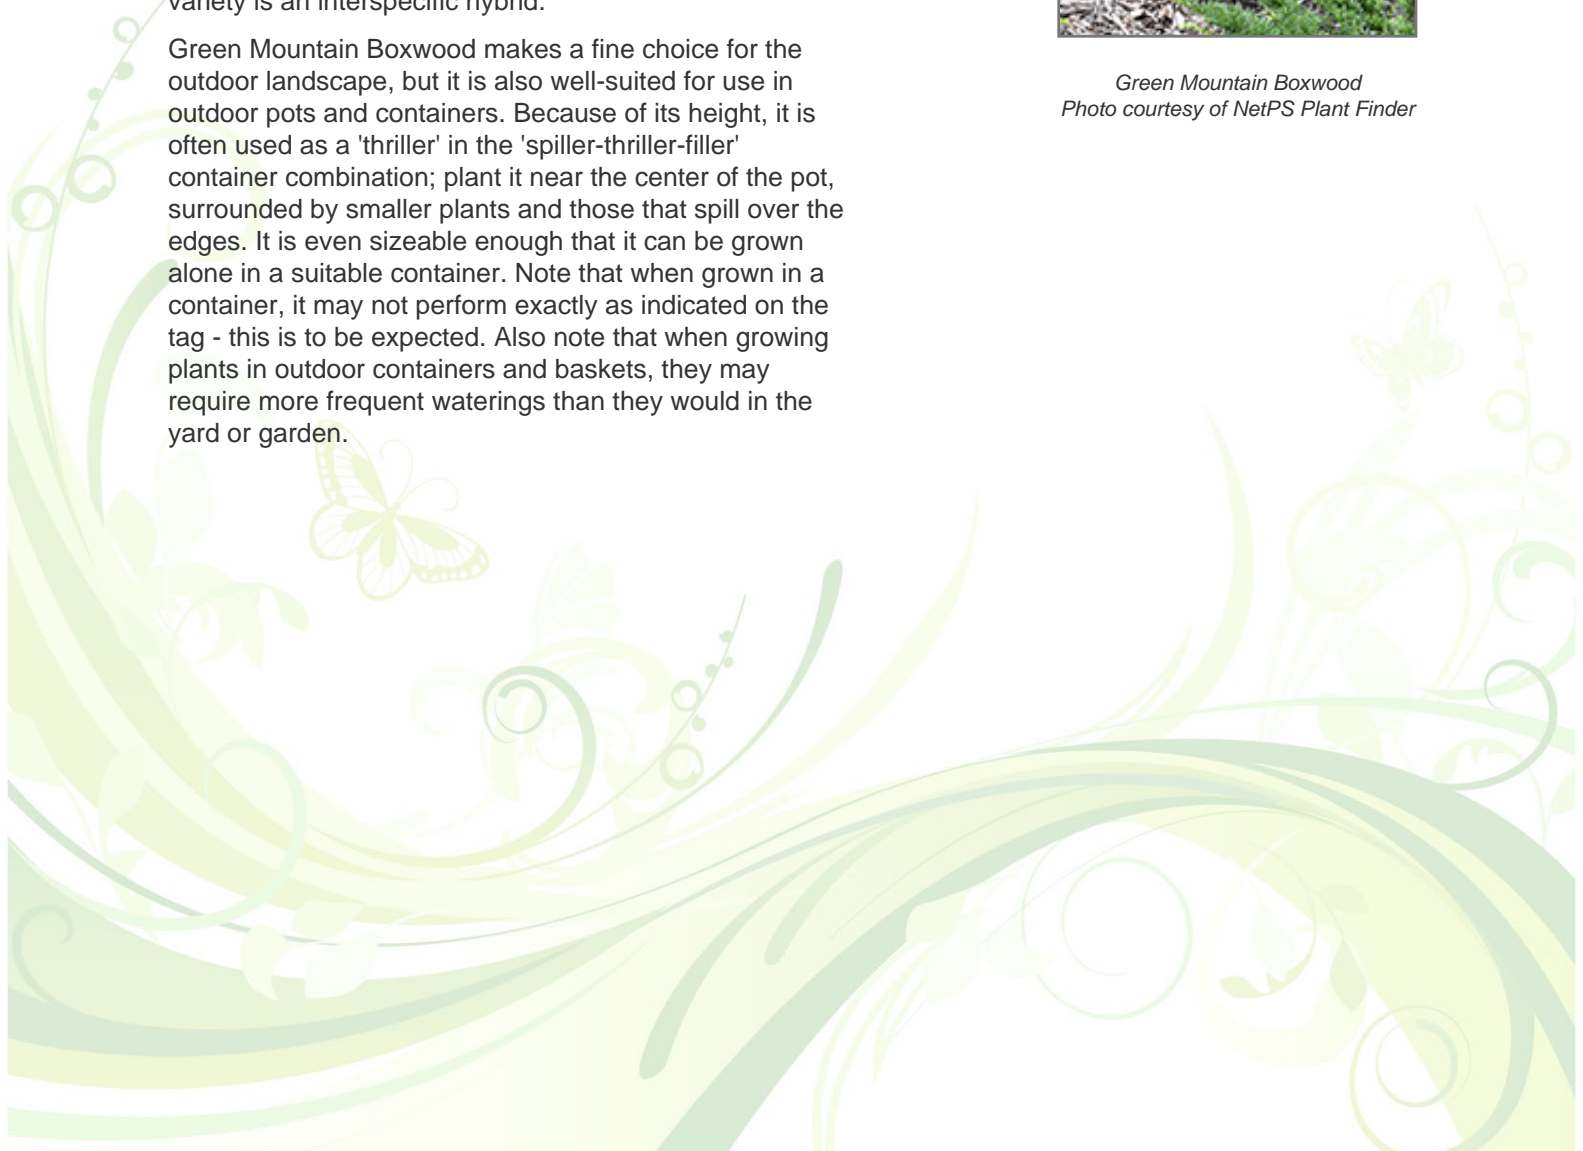 variety is an interspecific hybrid.
Green Mountain Boxwood makes a fine choice for the
outdoor landscape, but it is also well-suited for use in
outdoor pots and containers. Because of its height, it is
often used as a 'thriller' in the 'spiller-thriller-filler'
container combination; plant it near the center of the pot,
surrounded by smaller plants and those that spill over the
edges. It is even sizeable enough that it can be grown
alone in a suitable container. Note that when grown in a
container, it may not perform exactly as indicated on the
tag - this is to be expected. Also note that when growing
plants in outdoor containers and baskets, they may
require more frequent waterings than they would in the
yard or garden.
Green Mountain Boxwood
Photo courtesy of NetPS Plant Finder